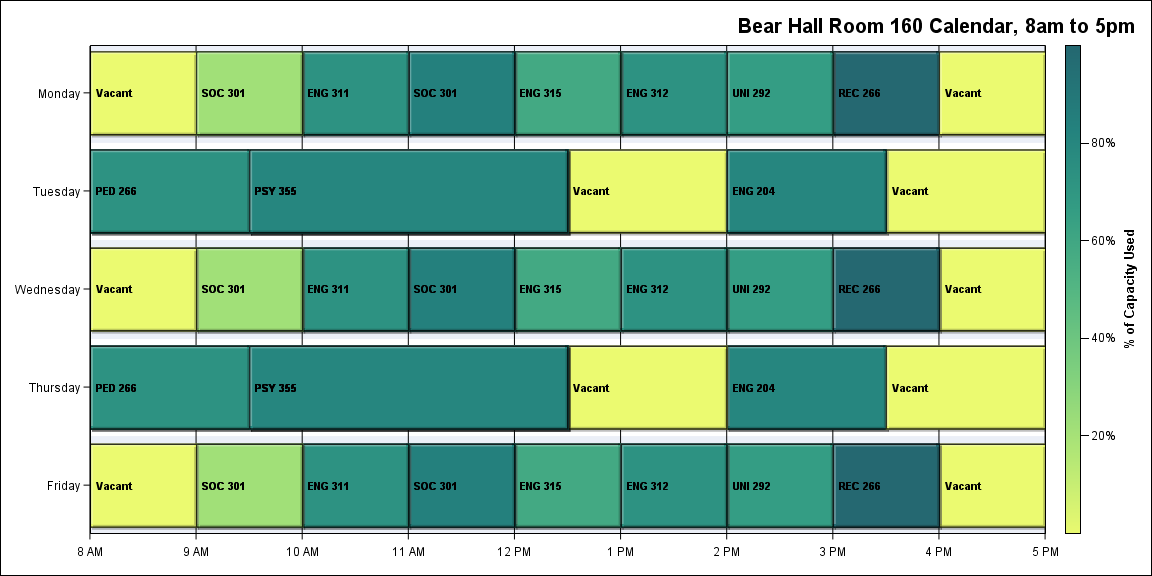 Bear Hall Room 160 Calendar, 8am to 5pm
Monday Vacant SOC 301 ENG 311 SOC 301 ENG 315 ENG 312 UNI 292 REC 266 Vacant
80%
Tuesday PED 266 PSY 355 Vacant ENG 204 Vacant
60%
% of Capacity Used
Wednesday Vacant SOC 301 ENG 311 SOC 301 ENG 315 ENG 312 UNI 292 REC 266 Vacant
40%
Thursday PED 266 PSY 355 Vacant ENG 204 Vacant
20%
Friday Vacant SOC 301 ENG 311 SOC 301 ENG 315 ENG 312 UNI 292 REC 266 Vacant
8 AM 9 AM 10 AM 11 AM 12 PM 1 PM 2 PM 3 PM 4 PM 5 PM